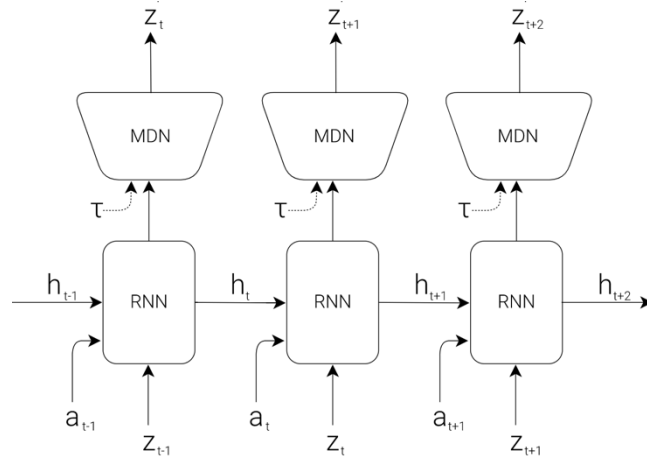 z_t z_{t+1} z_{t+2}
MDN MDN MDN
τ τ τ
h_{t-1} RNN h_t RNN h_{t+1} RNN h_{t+2}
a_{t-1} a_t a_{t+1}
z_{t-1} z_t z_{t+1}